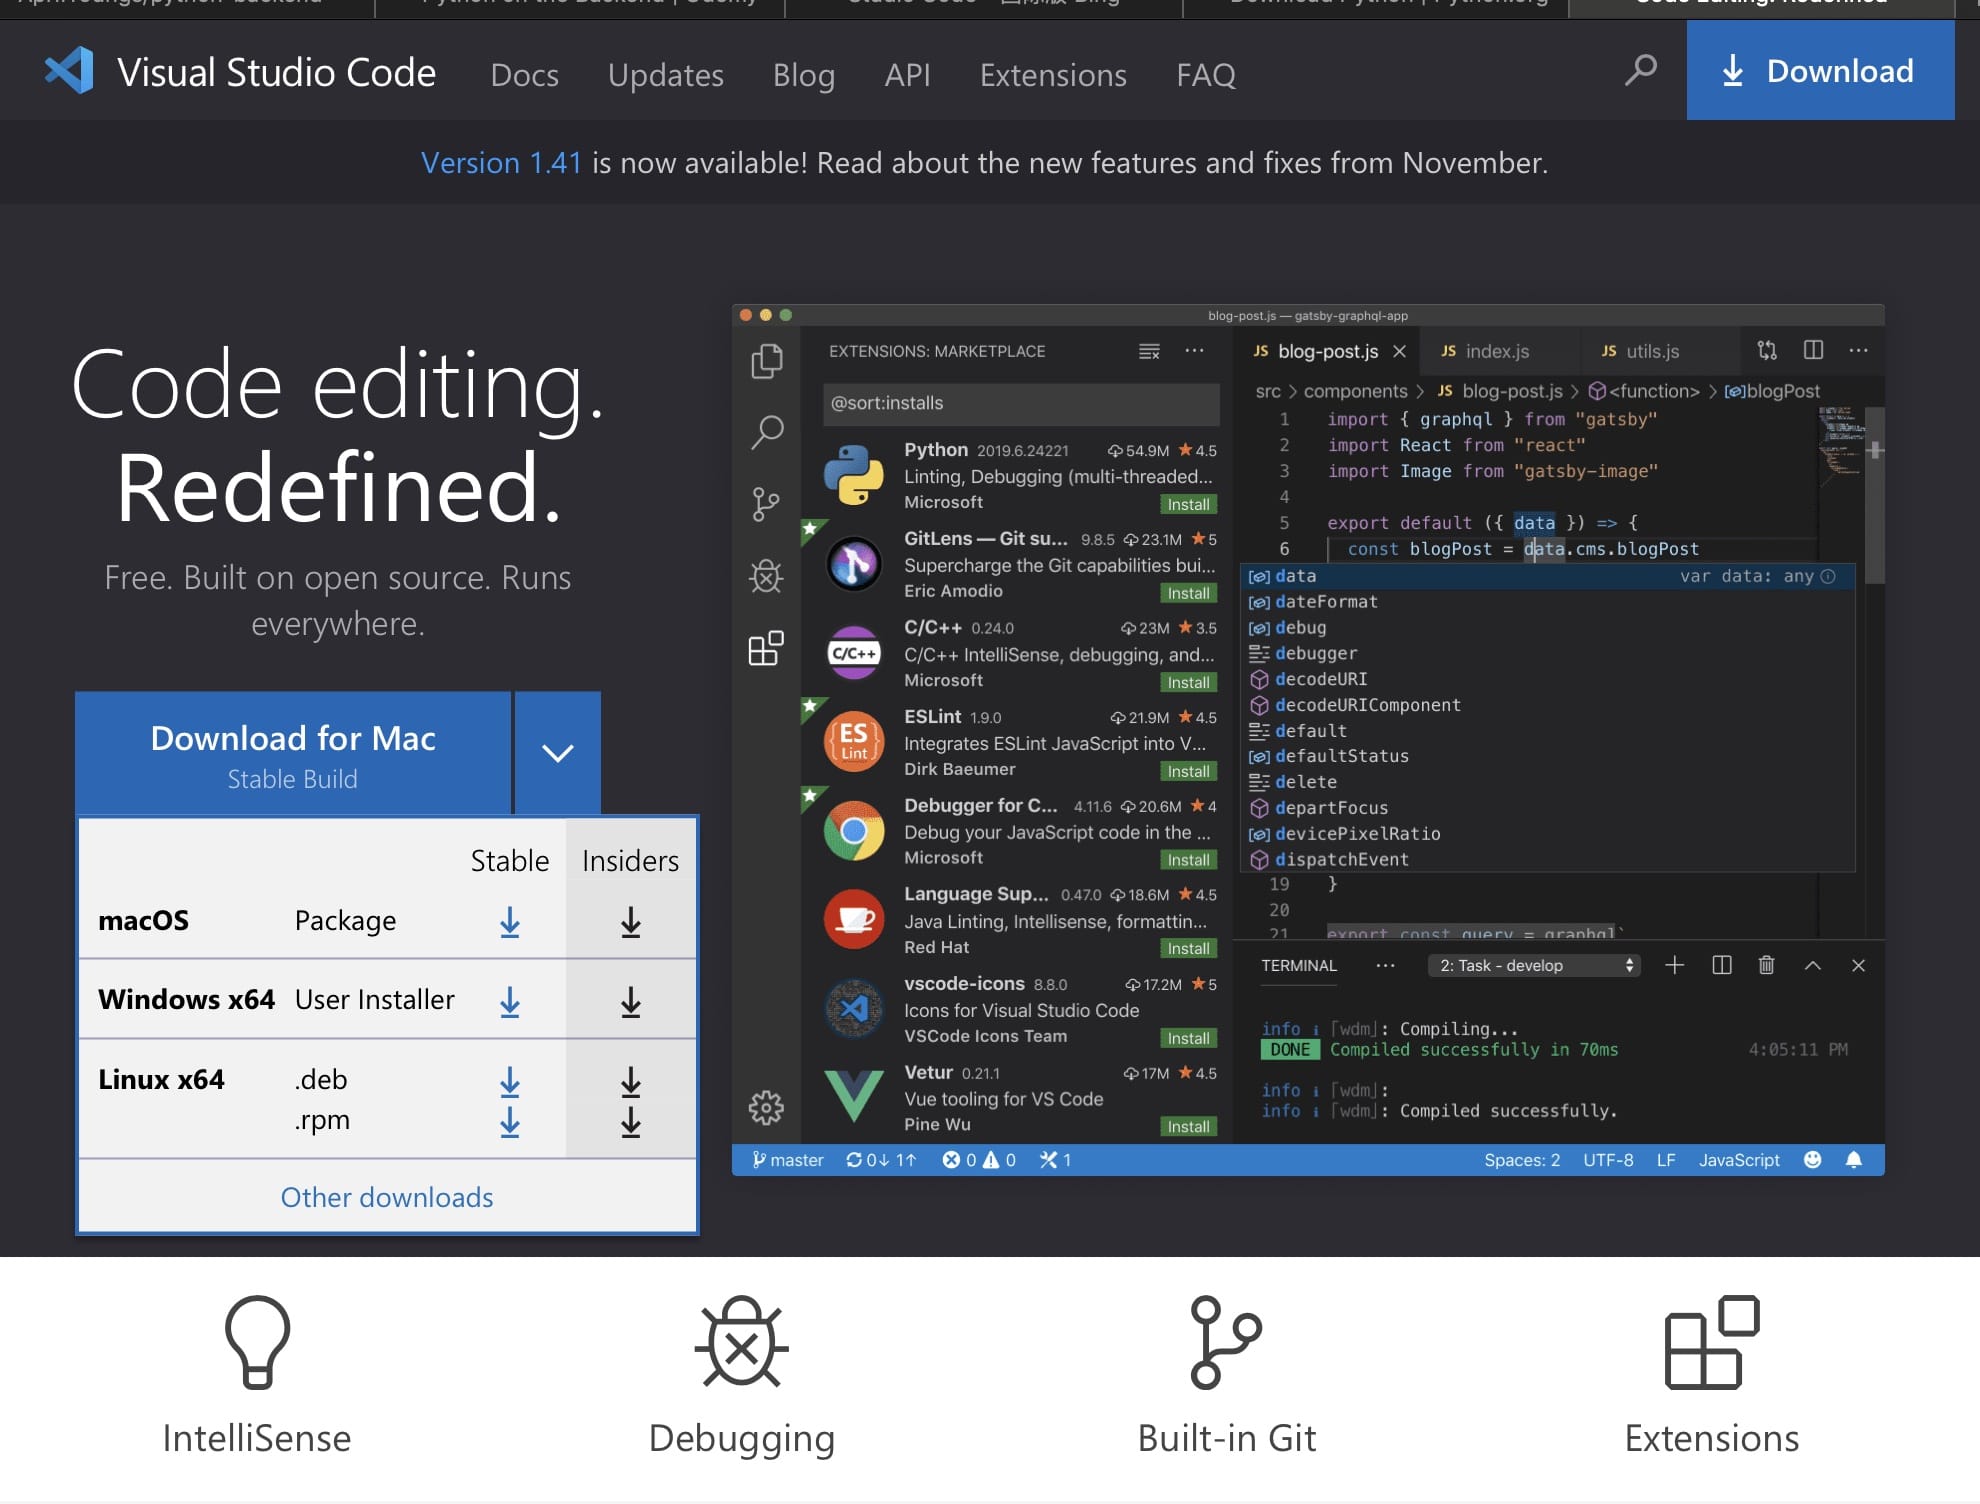 Visual Studio Code Docs Updates Blog API Extensions FAQ Download
Version 1.41 is now available! Read about the new features and fixes from November.
Code editing.
Redefined.
Free. Built on open source. Runs
everywhere.
Download for Mac
Stable Build
Stable Insiders
macOS Package
Windows x64 User Installer
Linux x64 .deb
.rpm
Other downloads
blog-post.js — gatsby-graphql-app
EXTENSIONS: MARKETPLACE
@sort:installs
Python 2019.6.24221 54.9M 4.5
Linting, Debugging (multi-threaded...
Microsoft Install
GitLens — Git su... 9.8.5 23.1M 5
Supercharge the Git capabilities bui...
Eric Amodio Install
C/C++
C/C++ 0.24.0 23M 3.5
C/C++ IntelliSense, debugging, and...
Microsoft Install
ES
Lint
ESLint 1.9.0 21.9M 4.5
Integrates ESLint JavaScript into V...
Dirk Baeumer Install
Debugger for C... 4.11.6 20.6M 4
Debug your JavaScript code in the ...
Microsoft Install
Language Sup... 0.47.0 18.6M 4.5
Java Linting, Intellisense, formattin...
Red Hat Install
vscode-icons 8.8.0 17.2M 5
Icons for Visual Studio Code
VSCode Icons Team Install
Vetur 0.21.1 17M 4.5
Vue tooling for VS Code
Pine Wu Install
JS blog-post.js JS index.js JS utils.js
src > components > JS blog-post.js > <function> > blogPost
1 import { graphql } from "gatsby"
2 import React from "react"
3 import Image from "gatsby-image"
4
5 export default ({ data }) => {
6 const blogPost = data.cms.blogPost
data var data: any
dateFormat
debug
debugger
decodeURI
decodeURIComponent
default
defaultStatus
delete
departFocus
devicePixelRatio
dispatchEvent
19 }
20
21 export const query = graphql`
TERMINAL ... 2: Task - develop
info i [wdm]: Compiling...
DONE Compiled successfully in 70ms 4:05:11 PM
info i [wdm]:
info i [wdm]: Compiled successfully.
master 0↓ 1↑ 0 0 1 Spaces: 2 UTF-8 LF JavaScript
IntelliSense Debugging Built-in Git Extensions